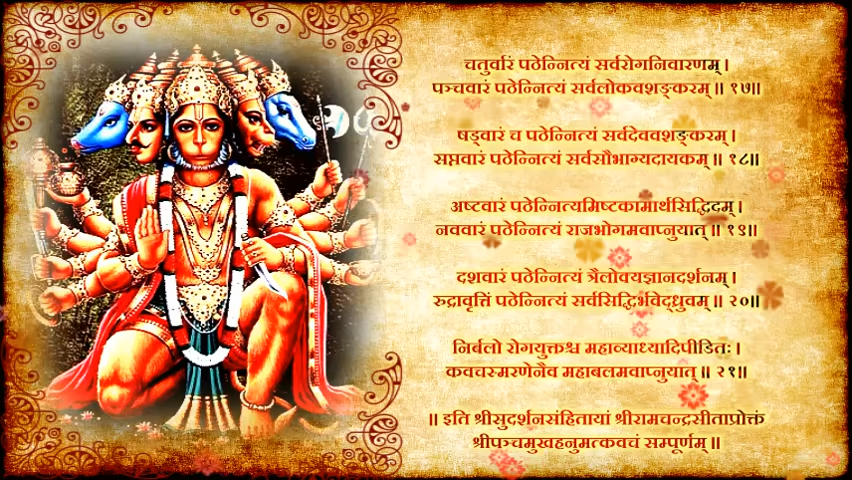 चतुर्वारं पठेन्नित्यं सर्वरोगनिवारणम् ।
पञ्चवारं पठेन्नित्यं सर्वलोकवशङ्करम् ॥ १७॥
षड्वारं च पठेन्नित्यं सर्वदेववशङ्करम् ।
सप्तवारं पठेन्नित्यं सर्वसौभाग्यदायकम् ॥ १८॥
अष्टवारं पठेन्नित्यमिष्टकामार्थसिद्धिदम् ।
नववारं पठेन्नित्यं राजभोगमवाप्नुयात् ॥ १९॥
दशवारं पठेन्नित्यं त्रैलोक्यज्ञानदर्शनम् ।
रुद्रावृत्तिं पठेन्नित्यं सर्वसिद्धिर्भवेद्ध्रुवम् ॥ २०॥
निर्बलो रोगयुक्तश्च महाव्याध्यादिपीडितः ।
कवचस्मरणेनैव महाबलमवाप्नुयात् ॥ २१॥
॥ इति श्रीसुदर्शनसंहितायां श्रीरामचन्द्रसीताप्रोक्तं
श्रीपञ्चमुखहनुमत्कवचं सम्पूर्णम् ॥